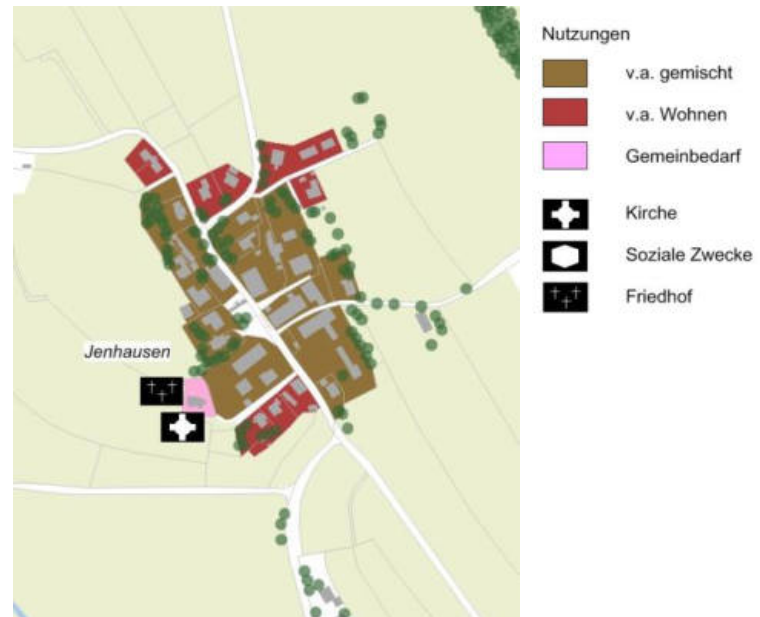 Nutzungen
v.a. gemischt
v.a. Wohnen
Gemeinbedarf
Kirche
Soziale Zwecke
Friedhof
Jenhausen